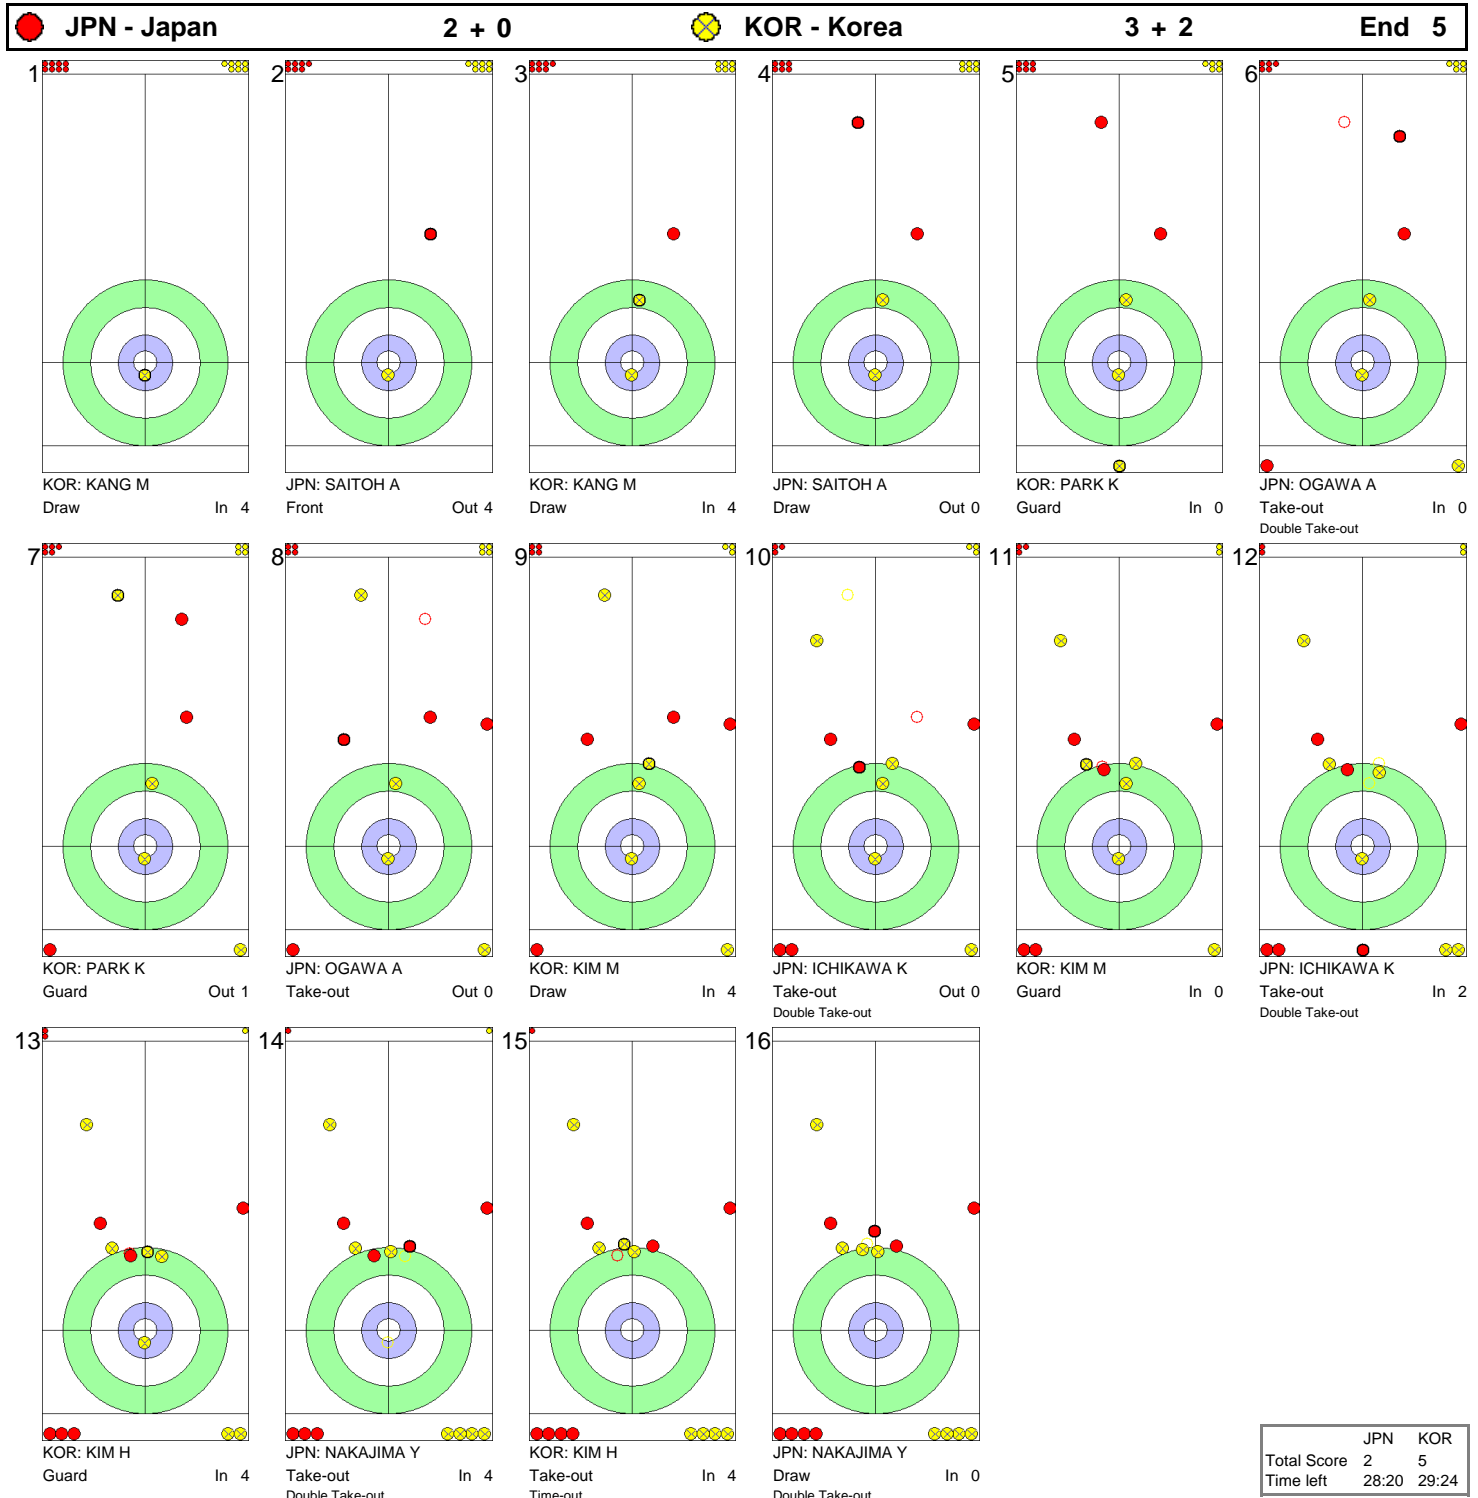 JPN - Japan 2 + 0 KOR - Korea 3 + 2 End 5
1 2 3 4 5 6
KOR: KANG M JPN: SAITOH A KOR: KANG M JPN: SAITOH A KOR: PARK K JPN: OGAWA A
Draw In 4 Front Out 4 Draw In 4 Draw Out 0 Guard In 0 Take-out In 0
Double Take-out
7 8 9 10 11 12
KOR: PARK K JPN: OGAWA A KOR: KIM M JPN: ICHIKAWA K KOR: KIM M JPN: ICHIKAWA K
Guard Out 1 Take-out Out 0 Draw In 4 Take-out Out 0 Guard In 0 Take-out In 2
Double Take-out Double Take-out
13 14 15 16
KOR: KIM H JPN: NAKAJIMA Y KOR: KIM H JPN: NAKAJIMA Y
Guard In 4 Take-out In 4 Take-out In 4 Draw In 0
Double Take-out Time-out Double Take-out
JPN KOR
Total Score 2 5
Time left 28:20 29:24